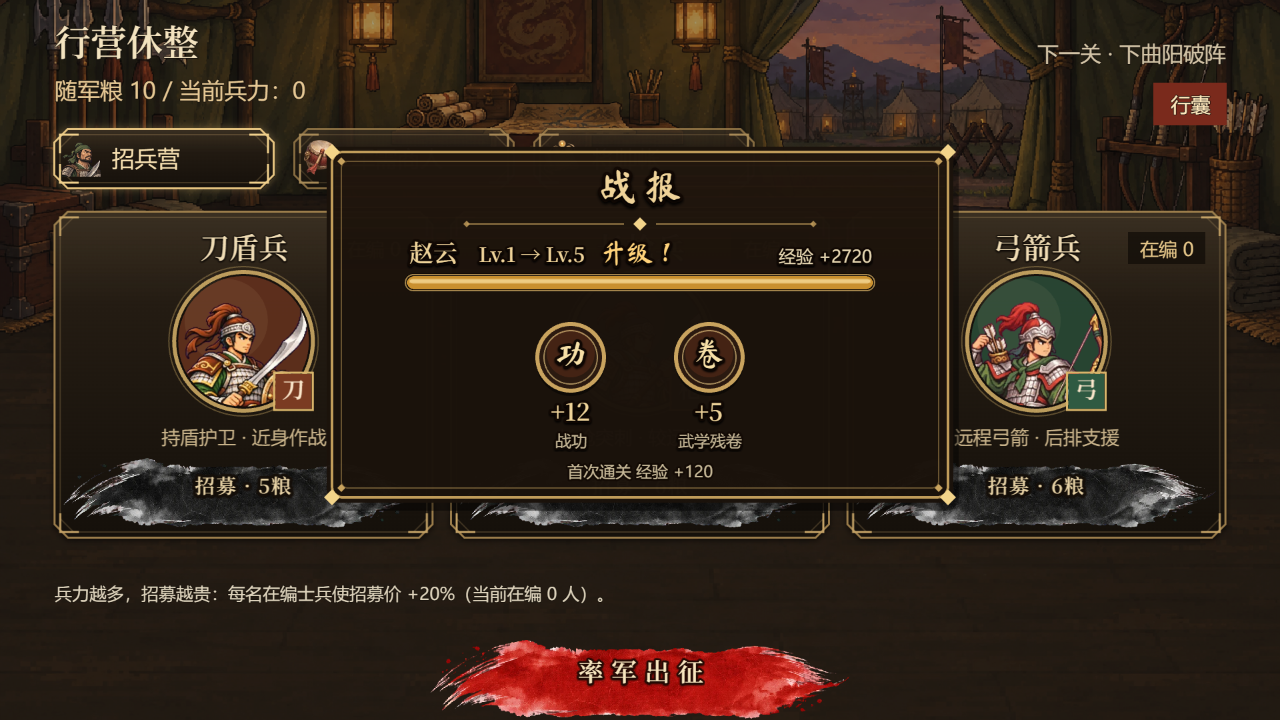 行营休整
随军粮 10 / 当前兵力：0
下一关 · 下曲阳破阵
行囊
招兵营
战报
赵云 Lv.1→Lv.5 升级！ 经验 +2720
功
+12
战功
卷
+5
武学残卷
首次通关 经验 +120
刀盾兵
刀
持盾护卫 · 近身作战
招募 · 5粮
弓箭兵
在编 0
弓
远程弓箭 · 后排支援
招募 · 6粮
兵力越多，招募越贵：每名在编士兵使招募价 +20%（当前在编 0 人）。
率军出征